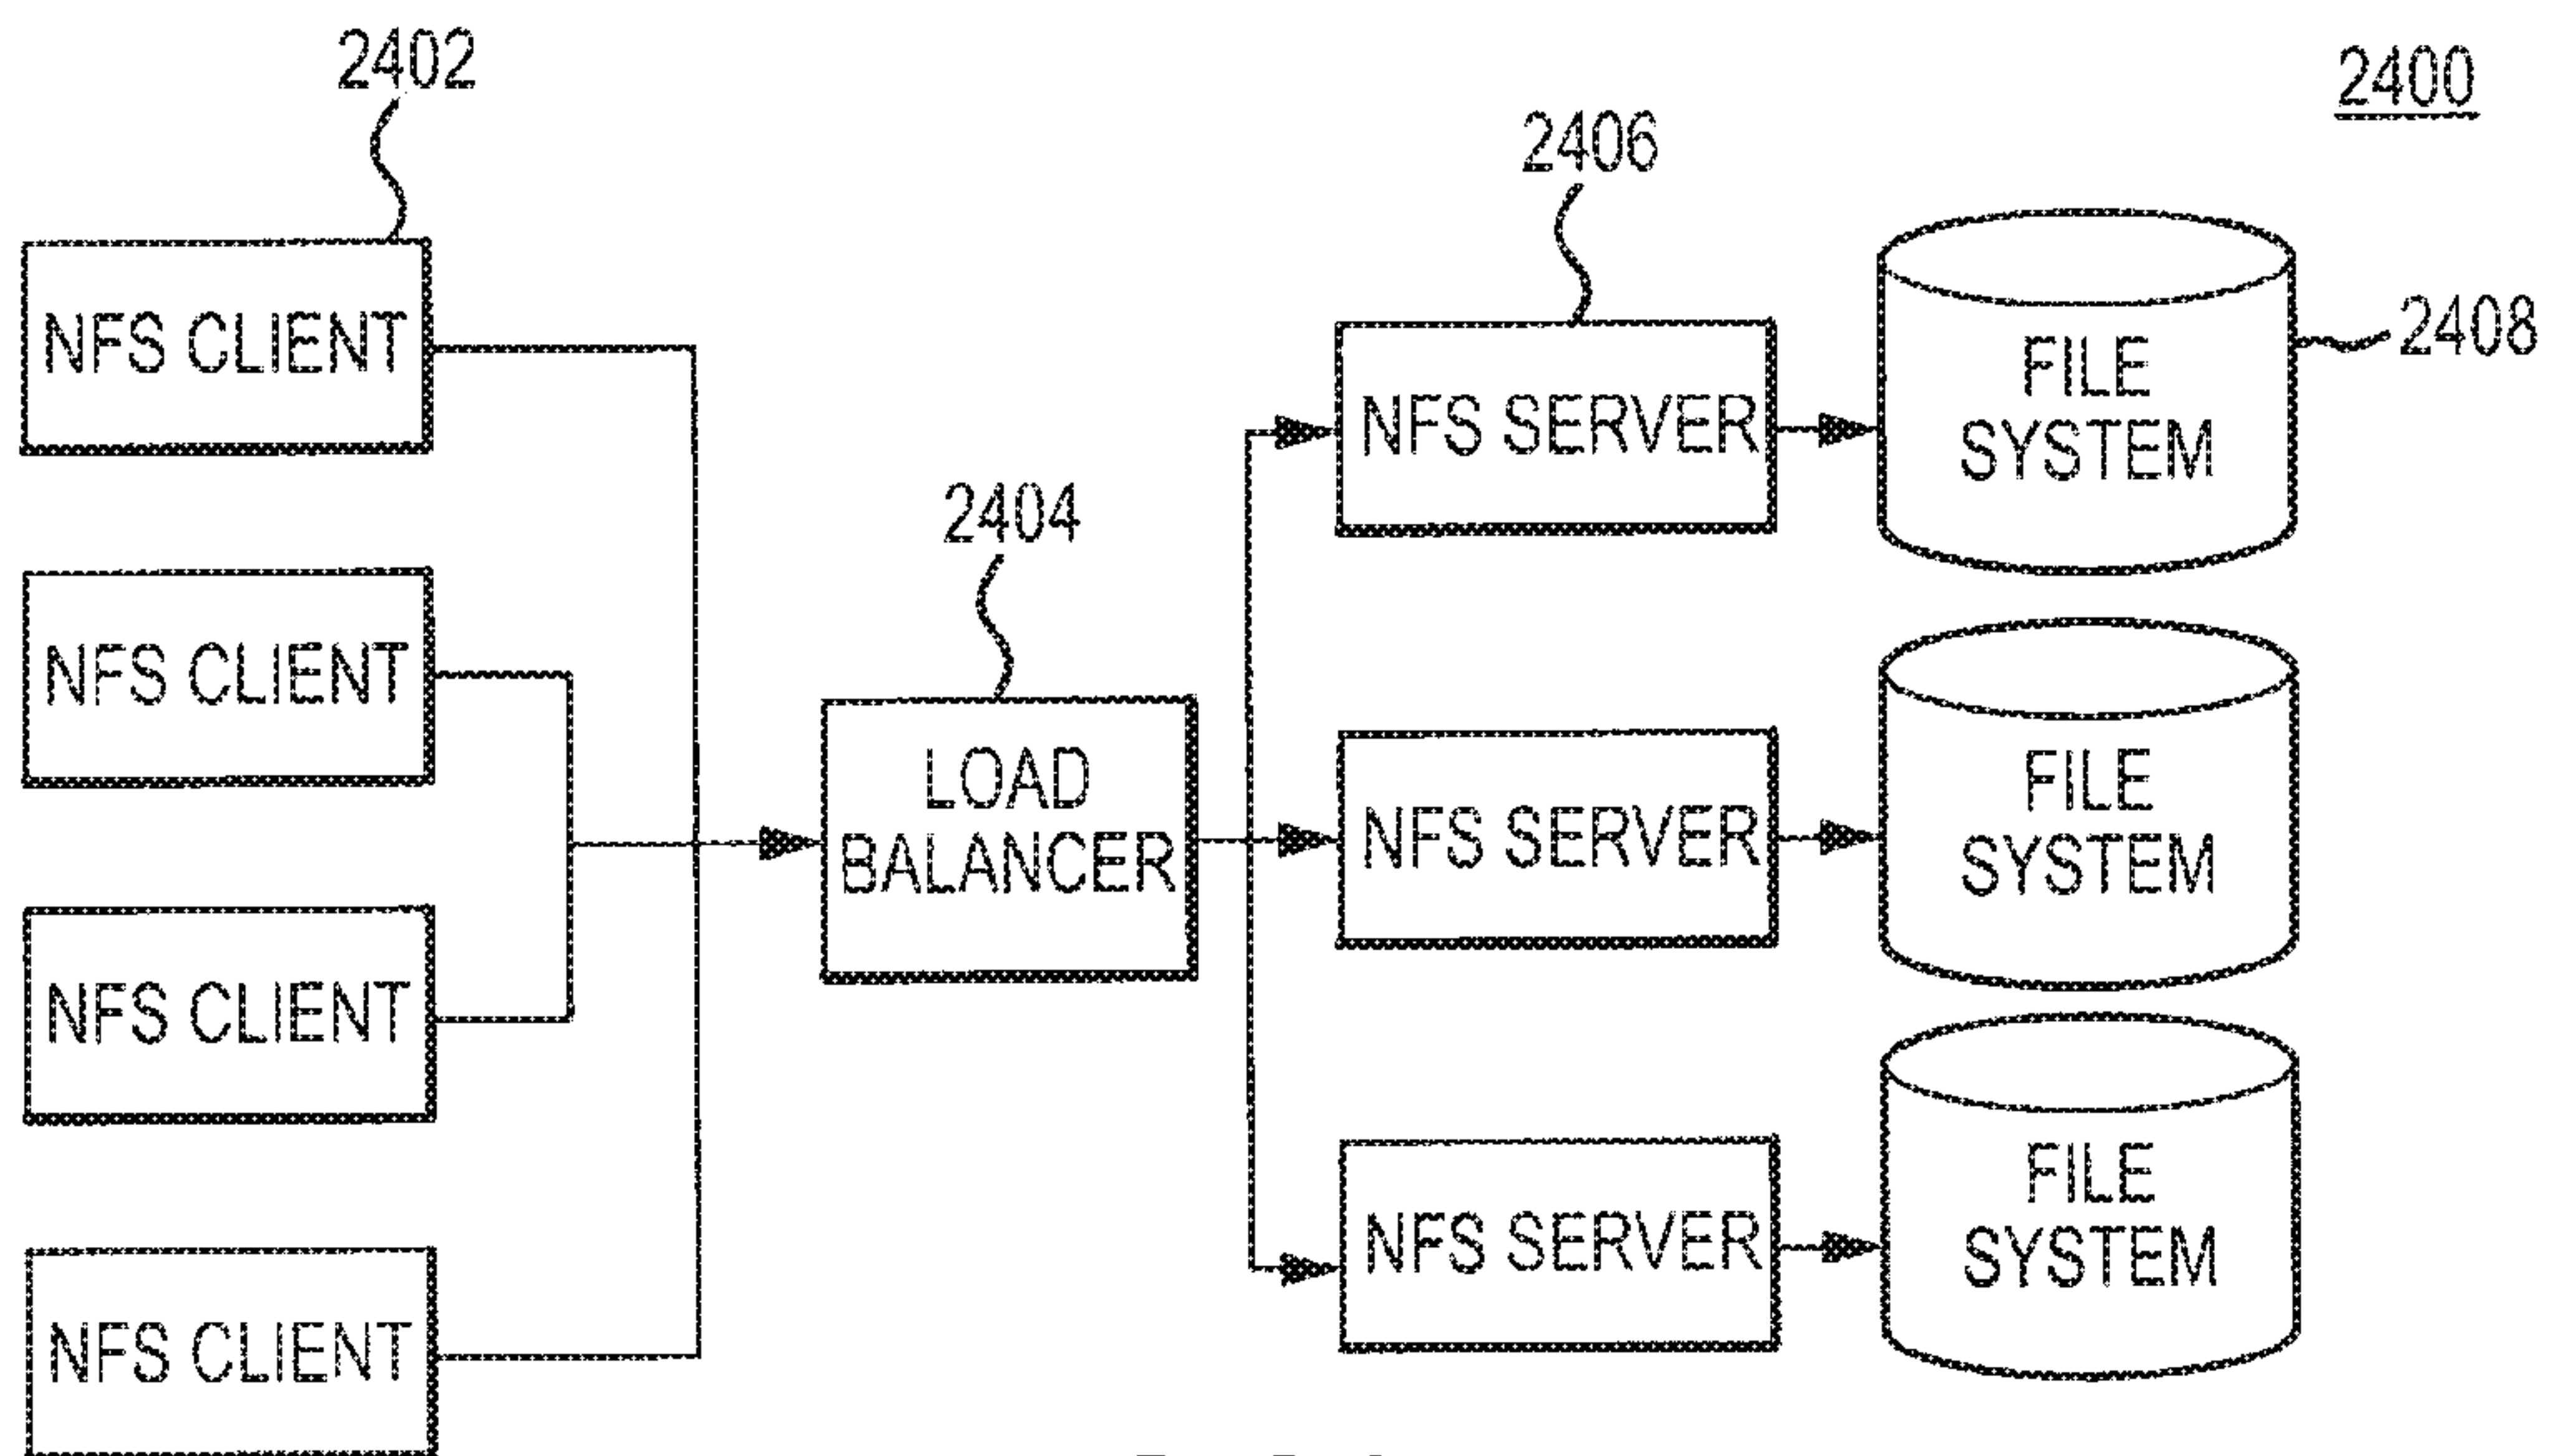 2402
2400
2406
NFS CLIENT
2408
FILE
SYSTEM
NFS SERVER
2404
NFS CLIENT
LOAD
BALANCER
NFS SERVER
FILE
SYSTEM
NFS CLIENT
NFS SERVER
FILE
SYSTEM
NFS CLIENT